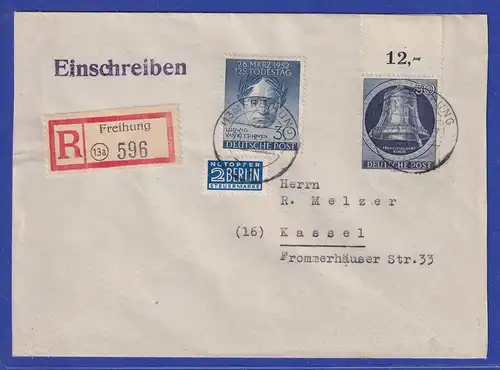 Einschreiben
R
Freihung
(13a) 596
26. MÄRZ 1952
125. TODESTAG
LUDWIG
VAN BEETHOVEN
30
DEUTSCHE POST
NOTOPFER
2 BERLIN
STEUERMARKE
12,-
30
DEUTSCHE POST
Herrn
R. Melzer
(16) Kassel
Frommerhäuser Str.33